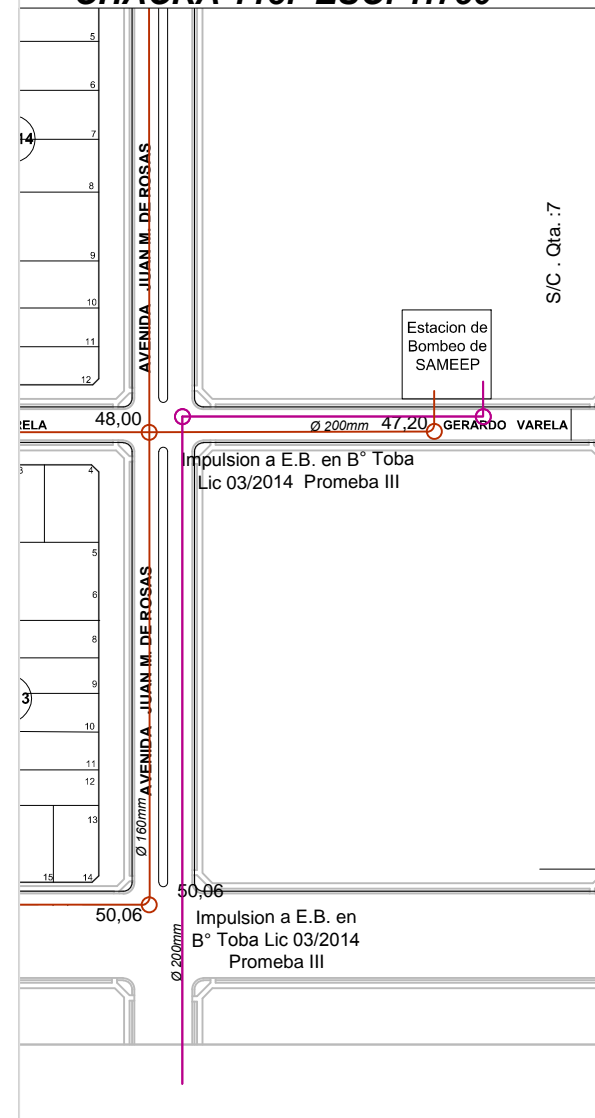 5
6
14
7
8
9
10
11
12
AVENIDA JUAN M. DE ROSAS
S/C . Qta. :7
Estacion de
Bombeo de
SAMEEP
48,00
Ø 200mm
47,20
GERARDO VARELA
Impulsion a E.B. en B° Toba
Lic 03/2014 Promeba III
4
5
6
8
9
3
10
11
12
13
15
14
AVENIDA JUAN M. DE ROSAS
Ø 160mm
50,06
50,06
Ø 200mm
Impulsion a E.B. en
B° Toba Lic 03/2014
Promeba III